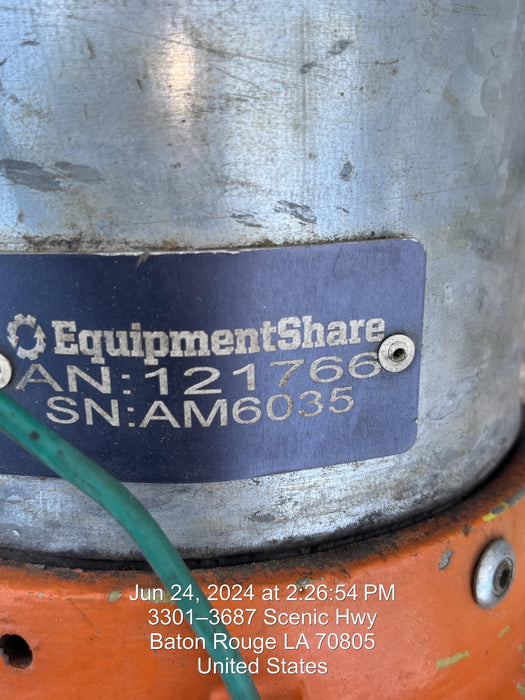 EquipmentShare
AN:121766
SN:AM6035
Jun 24, 2024 at 2:26:54 PM
3301–3687 Scenic Hwy
Baton Rouge LA 70805
United States